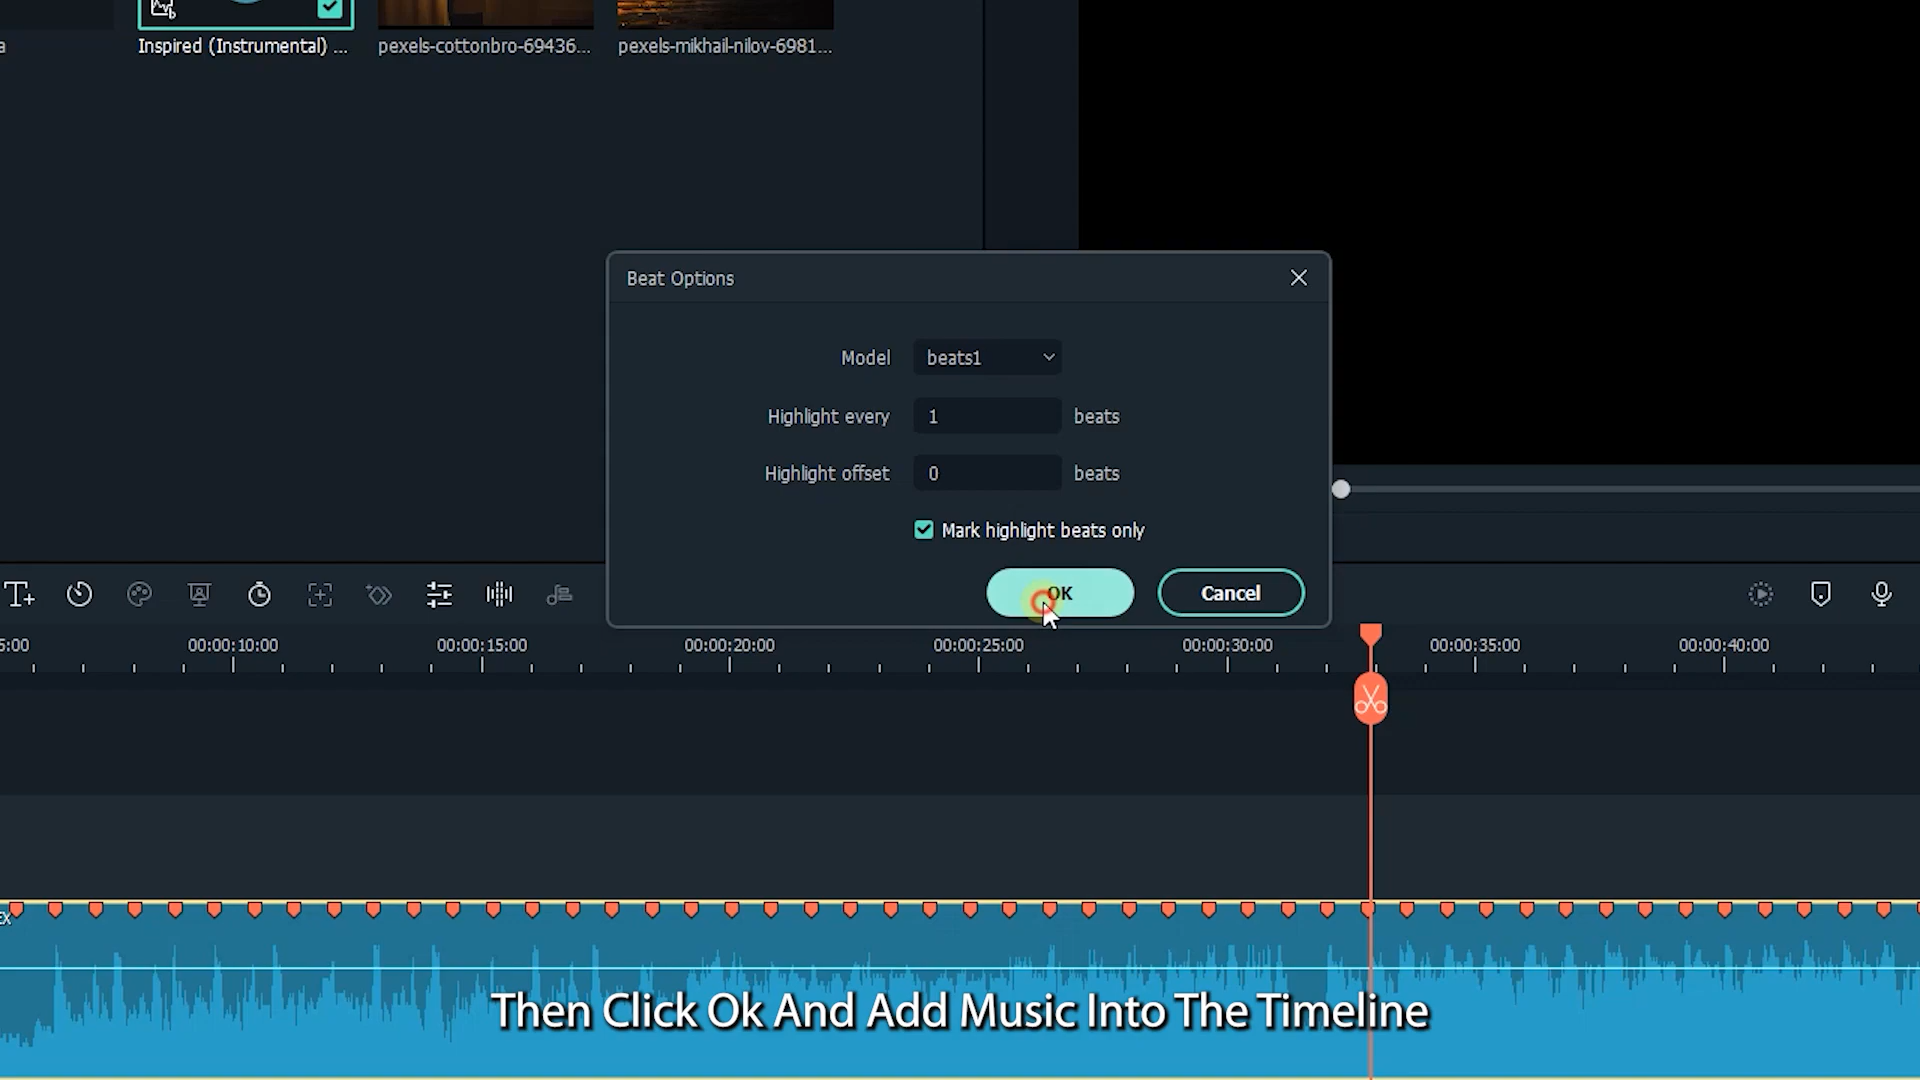 a
Inspired (Instrumental) ...
pexels-cottonbro-69436...
pexels-mikhail-nilov-6981...
Beat Options
Model
beats1
Highlight every
1
beats
Highlight offset
0
beats
Mark highlight beats only
OK
Cancel
5:00
00:00:10:00
00:00:15:00
00:00:20:00
00:00:25:00
00:00:30:00
00:00:35:00
00:00:40:00
EX
Then Click Ok And Add Music Into The Timeline